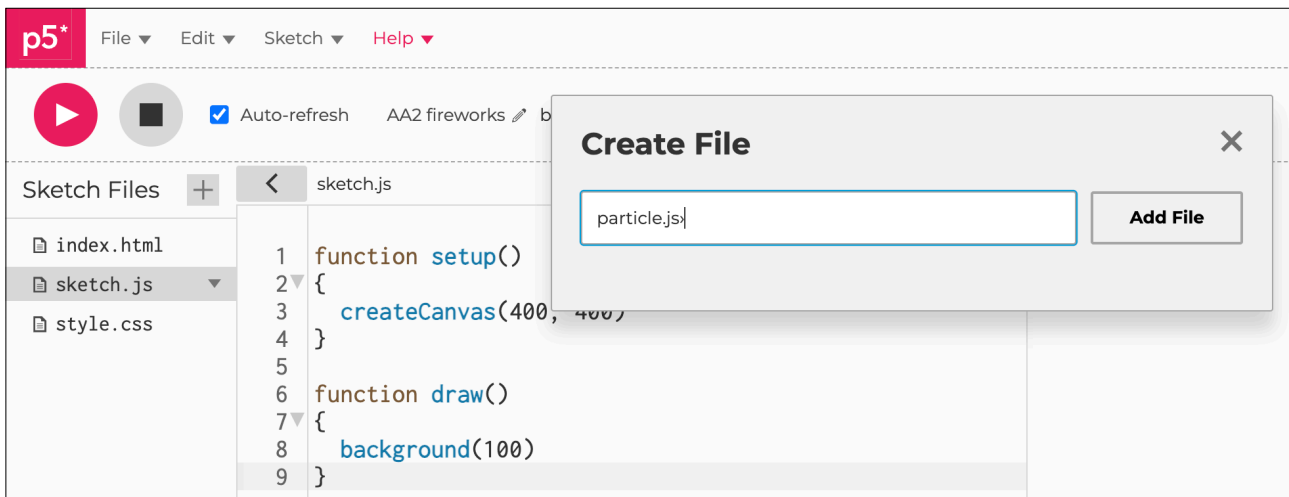 p5*
File ▼ Edit ▼ Sketch ▼ Help ▼
Auto-refresh AA2 fireworks b
Create File
particle.js
Add File
Sketch Files +
sketch.js
index.html
sketch.js
style.css
1 function setup()
2 {
3 createCanvas(400, 400)
4 }
5
6 function draw()
7 {
8 background(100)
9 }